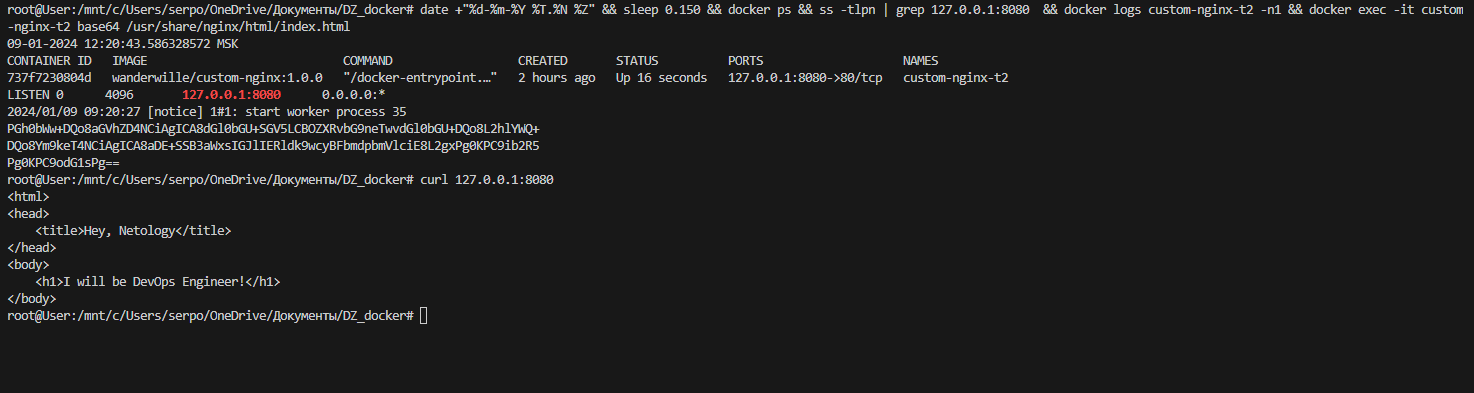 root@User:/mnt/c/Users/serpo/OneDrive/Документы/DZ_docker# date +"%d-%m-%Y %T.%N %Z" && sleep 0.150 && docker ps && ss -tlpn | grep 127.0.0.1:8080  && docker logs custom-nginx-t2 -n1 && docker exec -it custom
-nginx-t2 base64 /usr/share/nginx/html/index.html
09-01-2024 12:20:43.586328572 MSK
CONTAINER ID   IMAGE                            COMMAND                  CREATED       STATUS          PORTS                    NAMES
737f7230804d   wanderwille/custom-nginx:1.0.0   "/docker-entrypoint.…"   2 hours ago   Up 16 seconds   127.0.0.1:8080->80/tcp   custom-nginx-t2
LISTEN 0      4096       127.0.0.1:8080      0.0.0.0:*
2024/01/09 09:20:27 [notice] 1#1: start worker process 35
PGh0bWw+DQo8aGVhZD4NCiAgICA8dGl0bGU+SGV5LCBOZXRvbG9neTwvdGl0bGU+DQo8L2hlYWQ+
DQo8Ym9keT4NCiAgICA8aDE+SSB3aWxsIGJlIERldk9wcyBFbmdpbmVlciE8L2gxPg0KPC9ib2R5
Pg0KPC9odG1sPg==
root@User:/mnt/c/Users/serpo/OneDrive/Документы/DZ_docker# curl 127.0.0.1:8080
<html>
<head>
    <title>Hey, Netology</title>
</head>
<body>
    <h1>I will be DevOps Engineer!</h1>
</body>
root@User:/mnt/c/Users/serpo/OneDrive/Документы/DZ_docker#